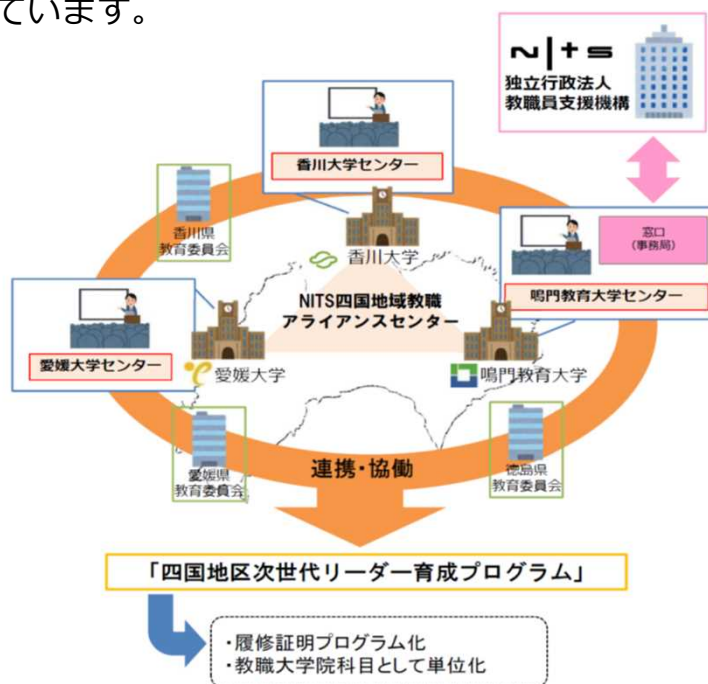 ています。
NITS
独立行政法人
教職員支援機構
香川大学センター
香川県
教育委員会
香川大学
窓口
(事務局)
鳴門教育大学センター
NITS四国地域教職
アライアンスセンター
愛媛大学センター
愛媛大学
鳴門教育大学
愛媛県
教育委員会
連携・協働
徳島県
教育委員会
「四国地区次世代リーダー育成プログラム」
・履修証明プログラム化
・教職大学院科目として単位化